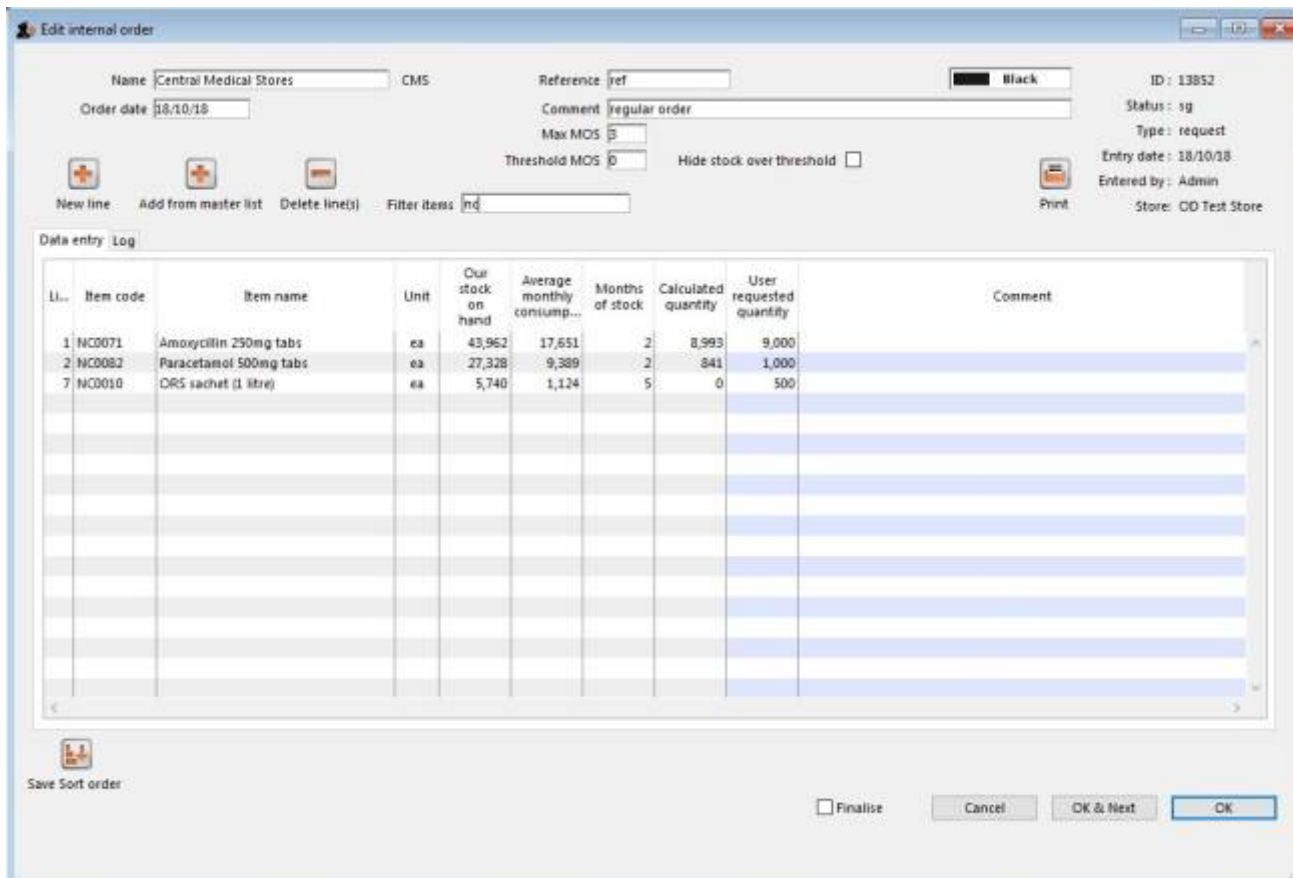 Edit internal order
Name Central Medical Stores CMS Reference ref Black ID : 13852
Order date 18/10/18 Comment regular order Status : sg
Max MOS 3 Type : request
Threshold MOS 0 Hide stock over threshold Entry date : 18/10/18
Entered by : Admin
New line Add from master list Delete line(s) Filter items nc Print Store: OD Test Store
Data entry Log
Li... Item code Item name Unit Our stock on hand Average monthly consump... Months of stock Calculated quantity User requested quantity Comment
1 NC0071 Amoxycillin 250mg tabs ea 43,962 17,651 2 8,993 9,000
2 NC0082 Paracetamol 500mg tabs ea 27,328 9,389 2 841 1,000
7 NC0010 ORS sachet (1 litre) ea 5,740 1,124 5 0 500
Save Sort order
Finalise Cancel OK & Next OK